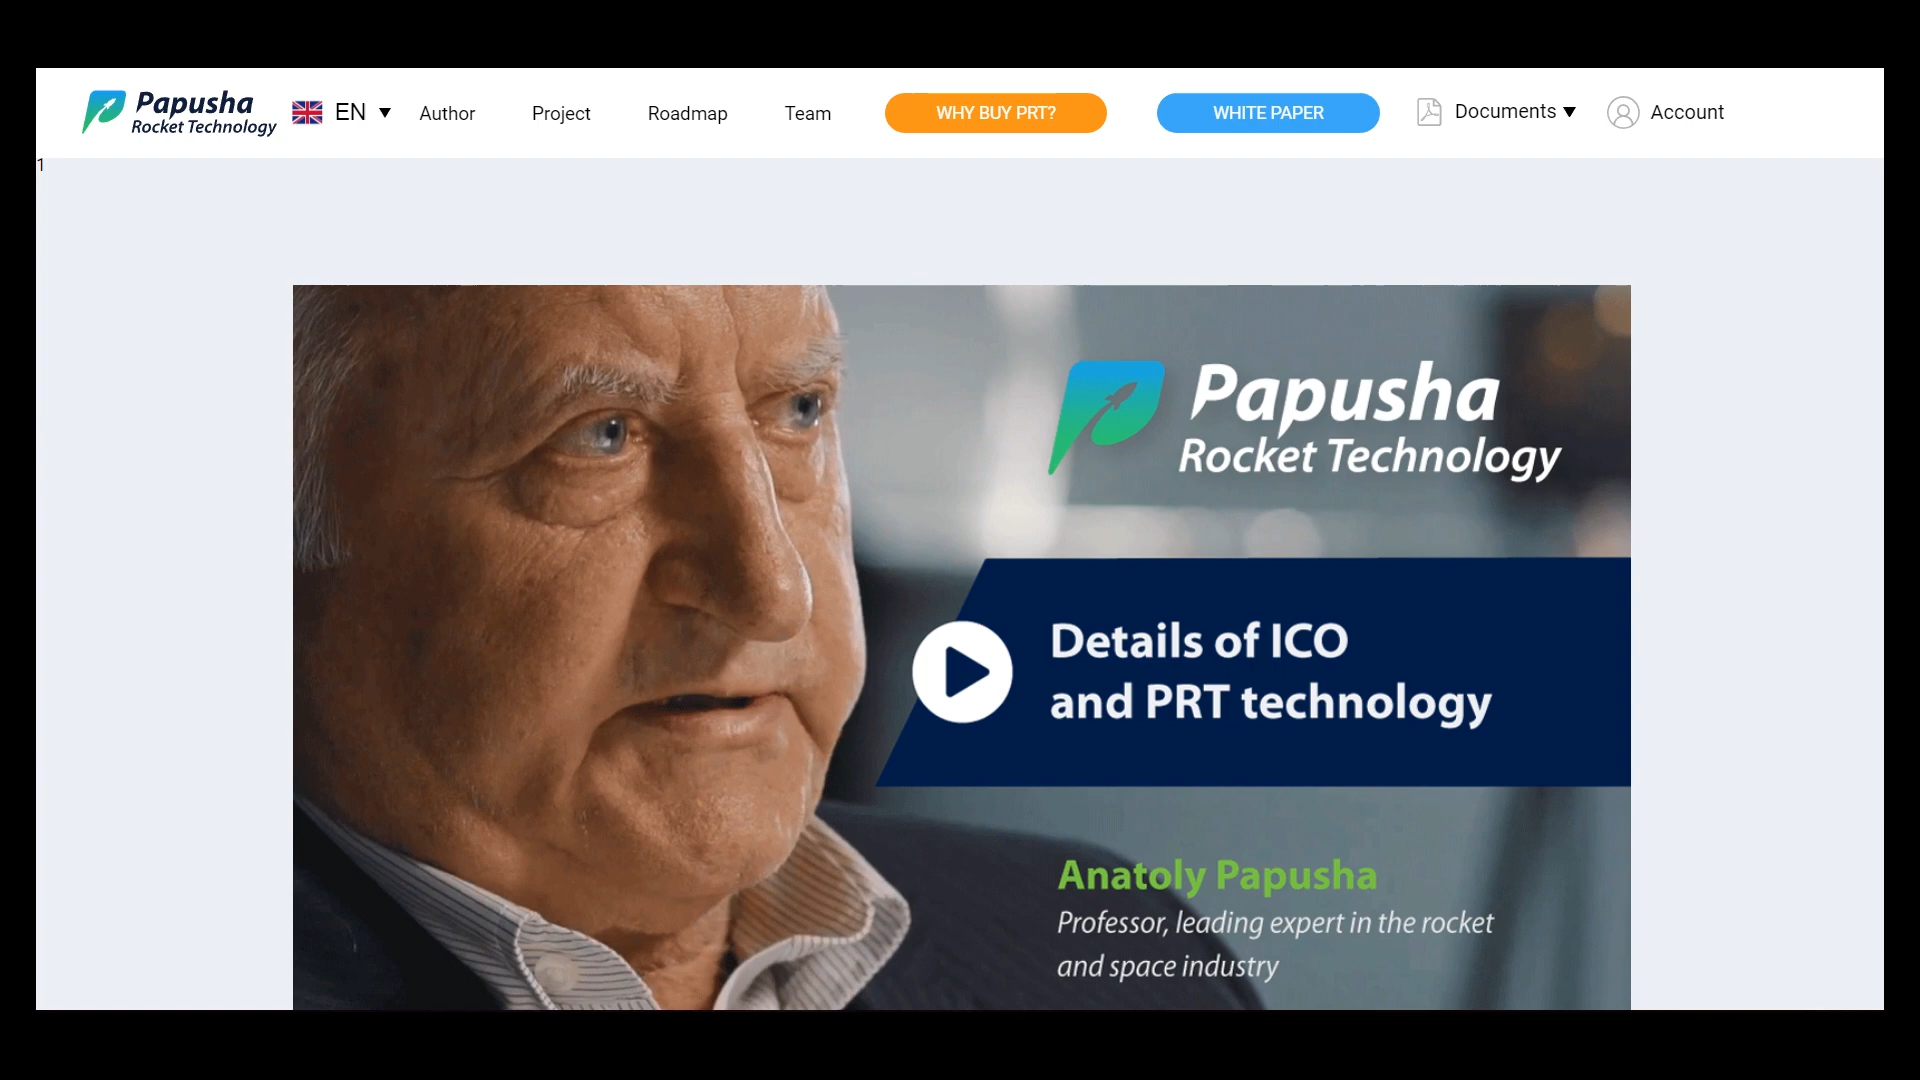 Papusha
Rocket Technology
EN
Author
Project
Roadmap
Team
WHY BUY PRT?
WHITE PAPER
Documents
Account
1
Papusha
Rocket Technology
Details of ICO
and PRT technology
Anatoly Papusha
Professor, leading expert in the rocket
and space industry